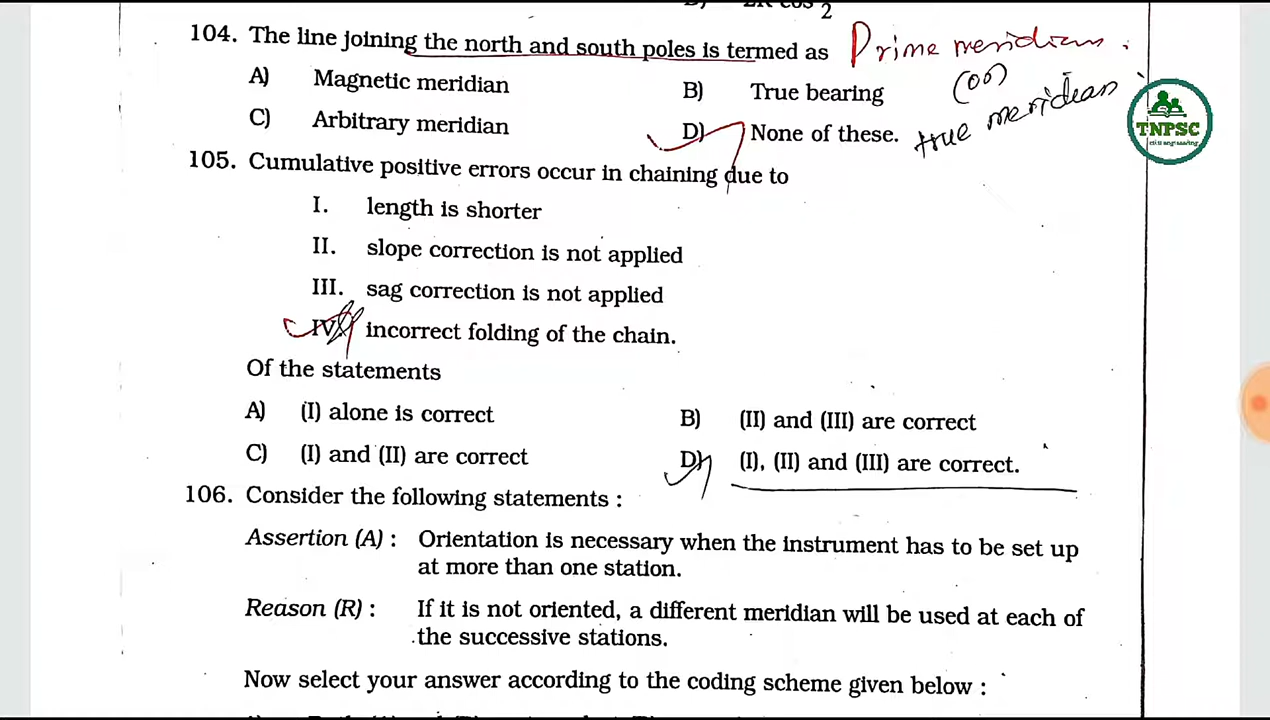 2
104. The line joining the north and south poles is termed as Prime meridian.
A) Magnetic meridian B) True bearing (or)
C) Arbitrary meridian D) None of these. true meridian
TNPSC
105. Cumulative positive errors occur in chaining due to
I. length is shorter
II. slope correction is not applied
III. sag correction is not applied
IV. incorrect folding of the chain.
Of the statements
A) (I) alone is correct B) (II) and (III) are correct
C) (I) and (II) are correct D) (I), (II) and (III) are correct.
106. Consider the following statements :
Assertion (A) : Orientation is necessary when the instrument has to be set up
at more than one station.
Reason (R) : If it is not oriented, a different meridian will be used at each of
the successive stations.
Now select your answer according to the coding scheme given below :